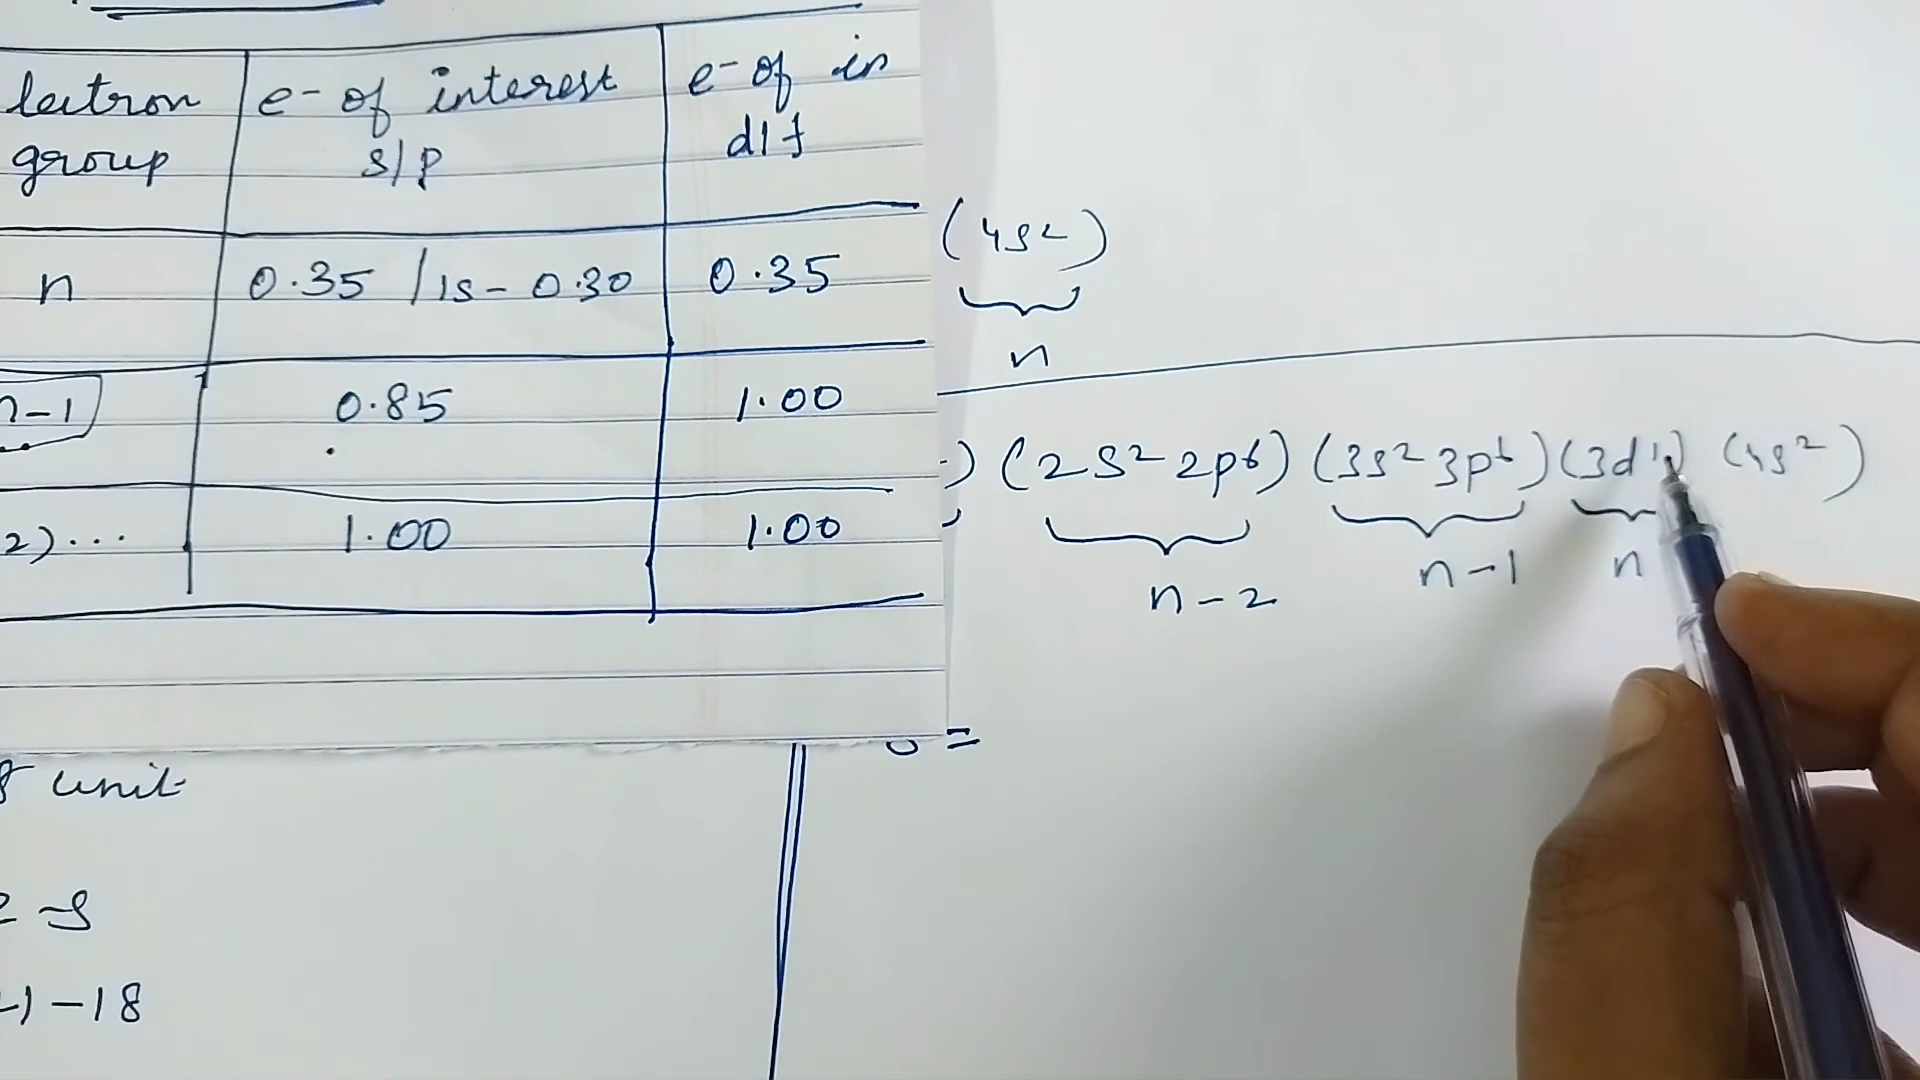 lectron group | e- of interest s/p | e- of in d/f
n | 0.35 / 1s - 0.30 | 0.35
n-1 | 0.85 | 1.00
2)... | 1.00 | 1.00
(4s²)
n
) (2s² 2p⁶) (3s² 3p⁶) (3d¹) (4s²)
n-2 n-1 n
=
unit
- s
21 - 18